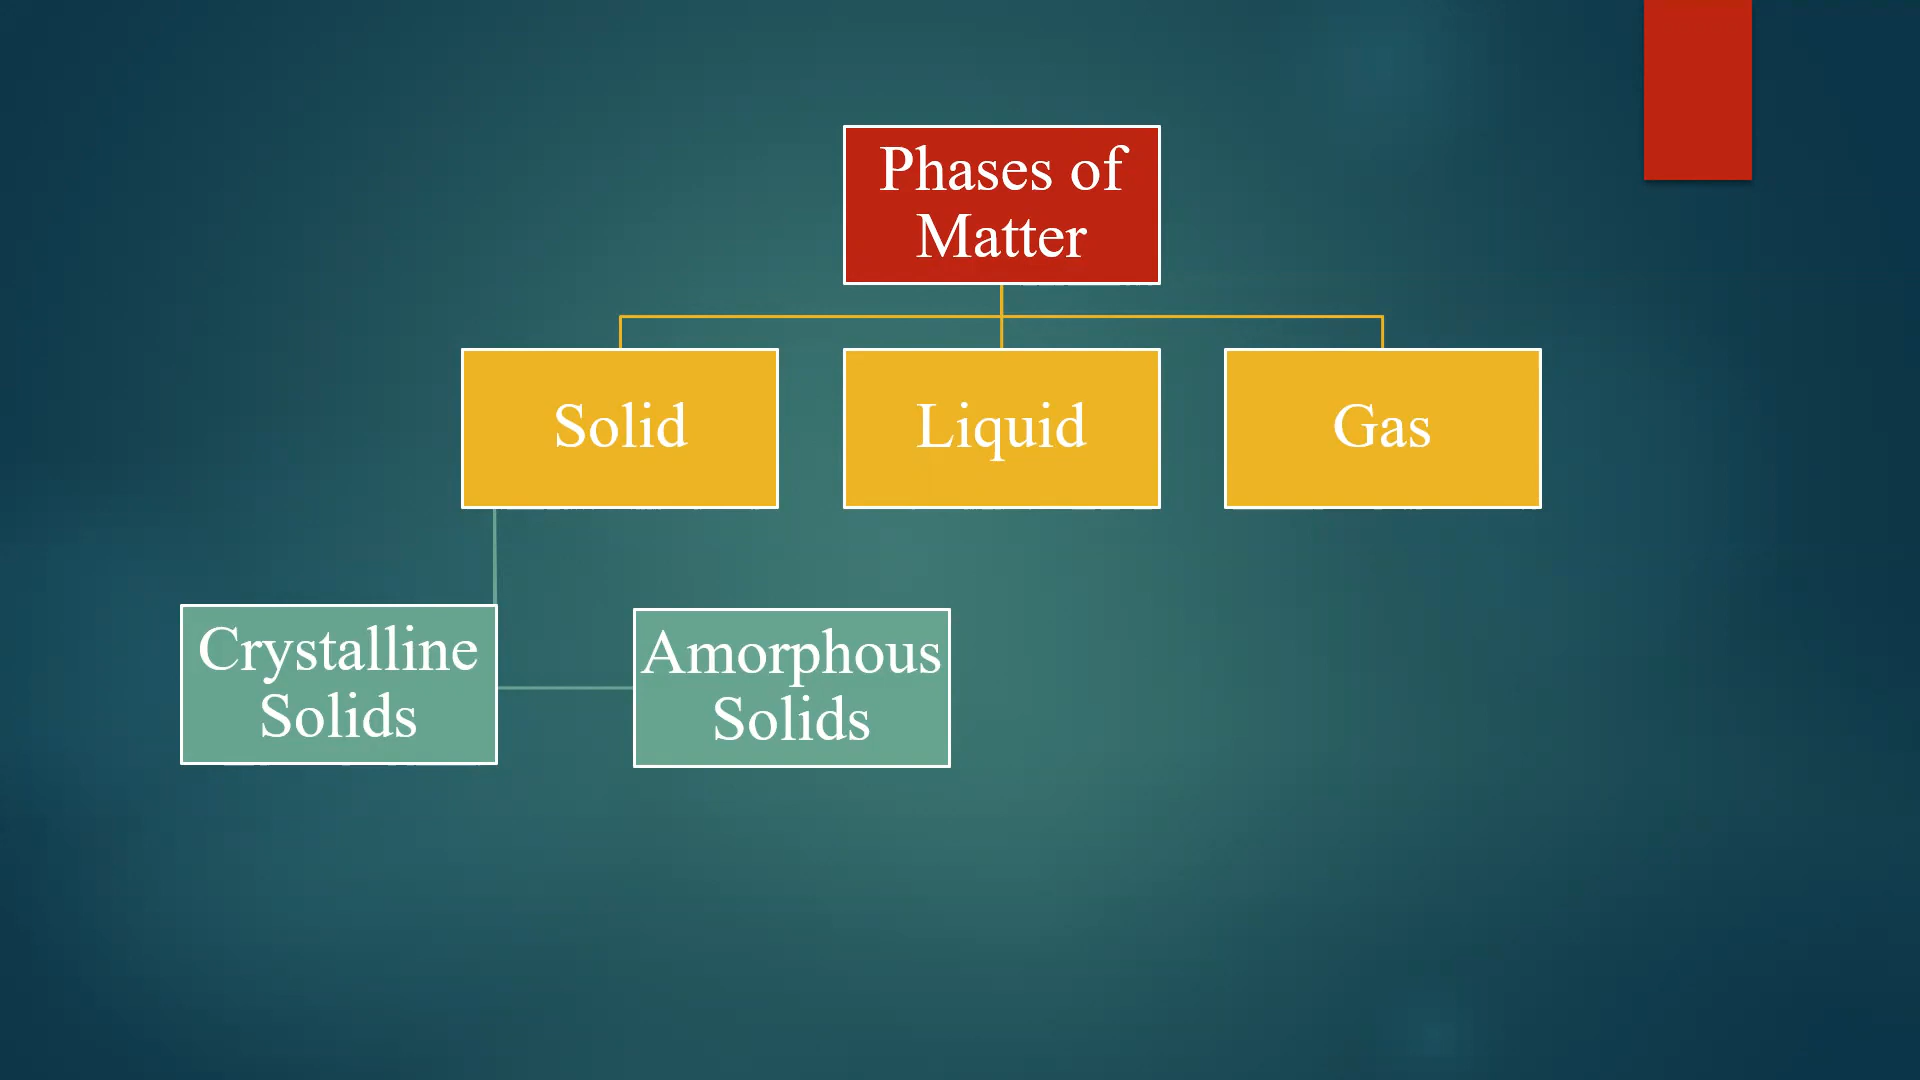 Phases of
Matter
Solid
Liquid
Gas
Crystalline
Solids
Amorphous
Solids